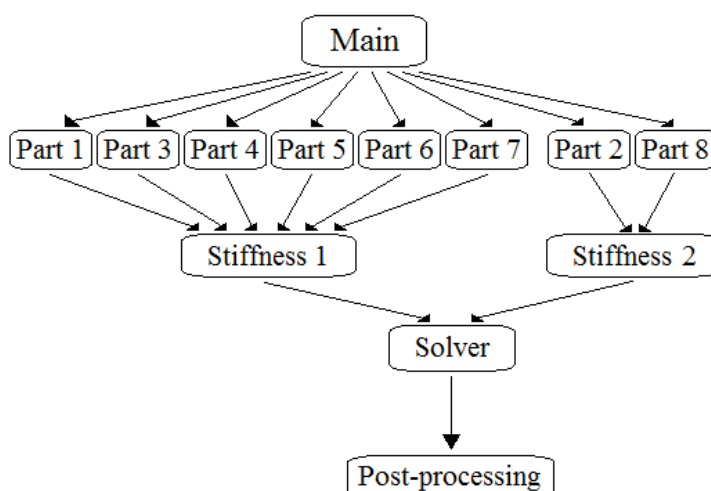 Main
Part 1
Part 3
Part 4
Part 5
Part 6
Part 7
Part 2
Part 8
Stiffness 1
Stiffness 2
Solver
Post-processing